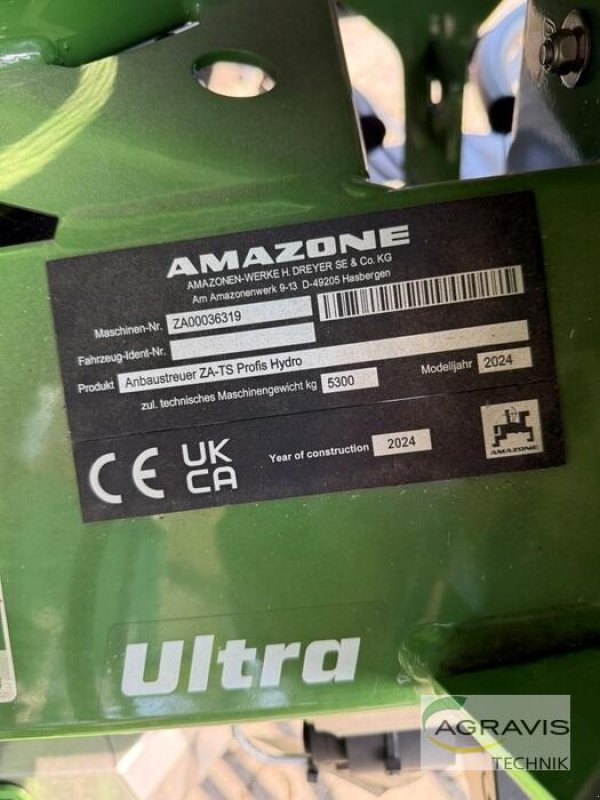 AMAZONE
AMAZONEN-WERKE H. DREYER SE & Co. KG
Am Amazonenwerk 9-13 D-49205 Hasbergen
Maschinen-Nr. ZA00036319
Fahrzeug-Ident-Nr.
Produkt Anbaustreuer ZA-TS Profis Hydro Modelljahr 2024
zul. technisches Maschinengewicht kg 5300
CE UK CA Year of construction 2024
AMAZONE
Ultra
AGRAVIS
TECHNIK